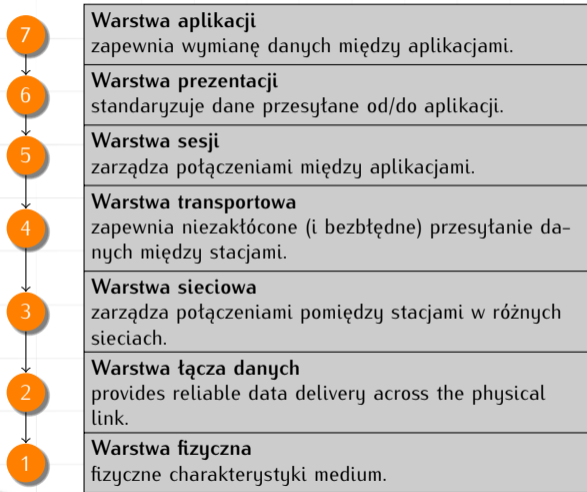 7
Warstwa aplikacji
zapewnia wymianę danych między aplikacjami.
6
Warstwa prezentacji
standaryzuje dane przesyłane od/do aplikacji.
5
Warstwa sesji
zarządza połączeniami między aplikacjami.
4
Warstwa transportowa
zapewnia niezakłócone (i bezbłędne) przesyłanie da-
nych między stacjami.
3
Warstwa sieciowa
zarządza połączeniami pomiędzy stacjami w różnych
sieciach.
2
Warstwa łącza danych
provides reliable data delivery across the physical
link.
1
Warstwa fizyczna
fizyczne charakterystyki medium.